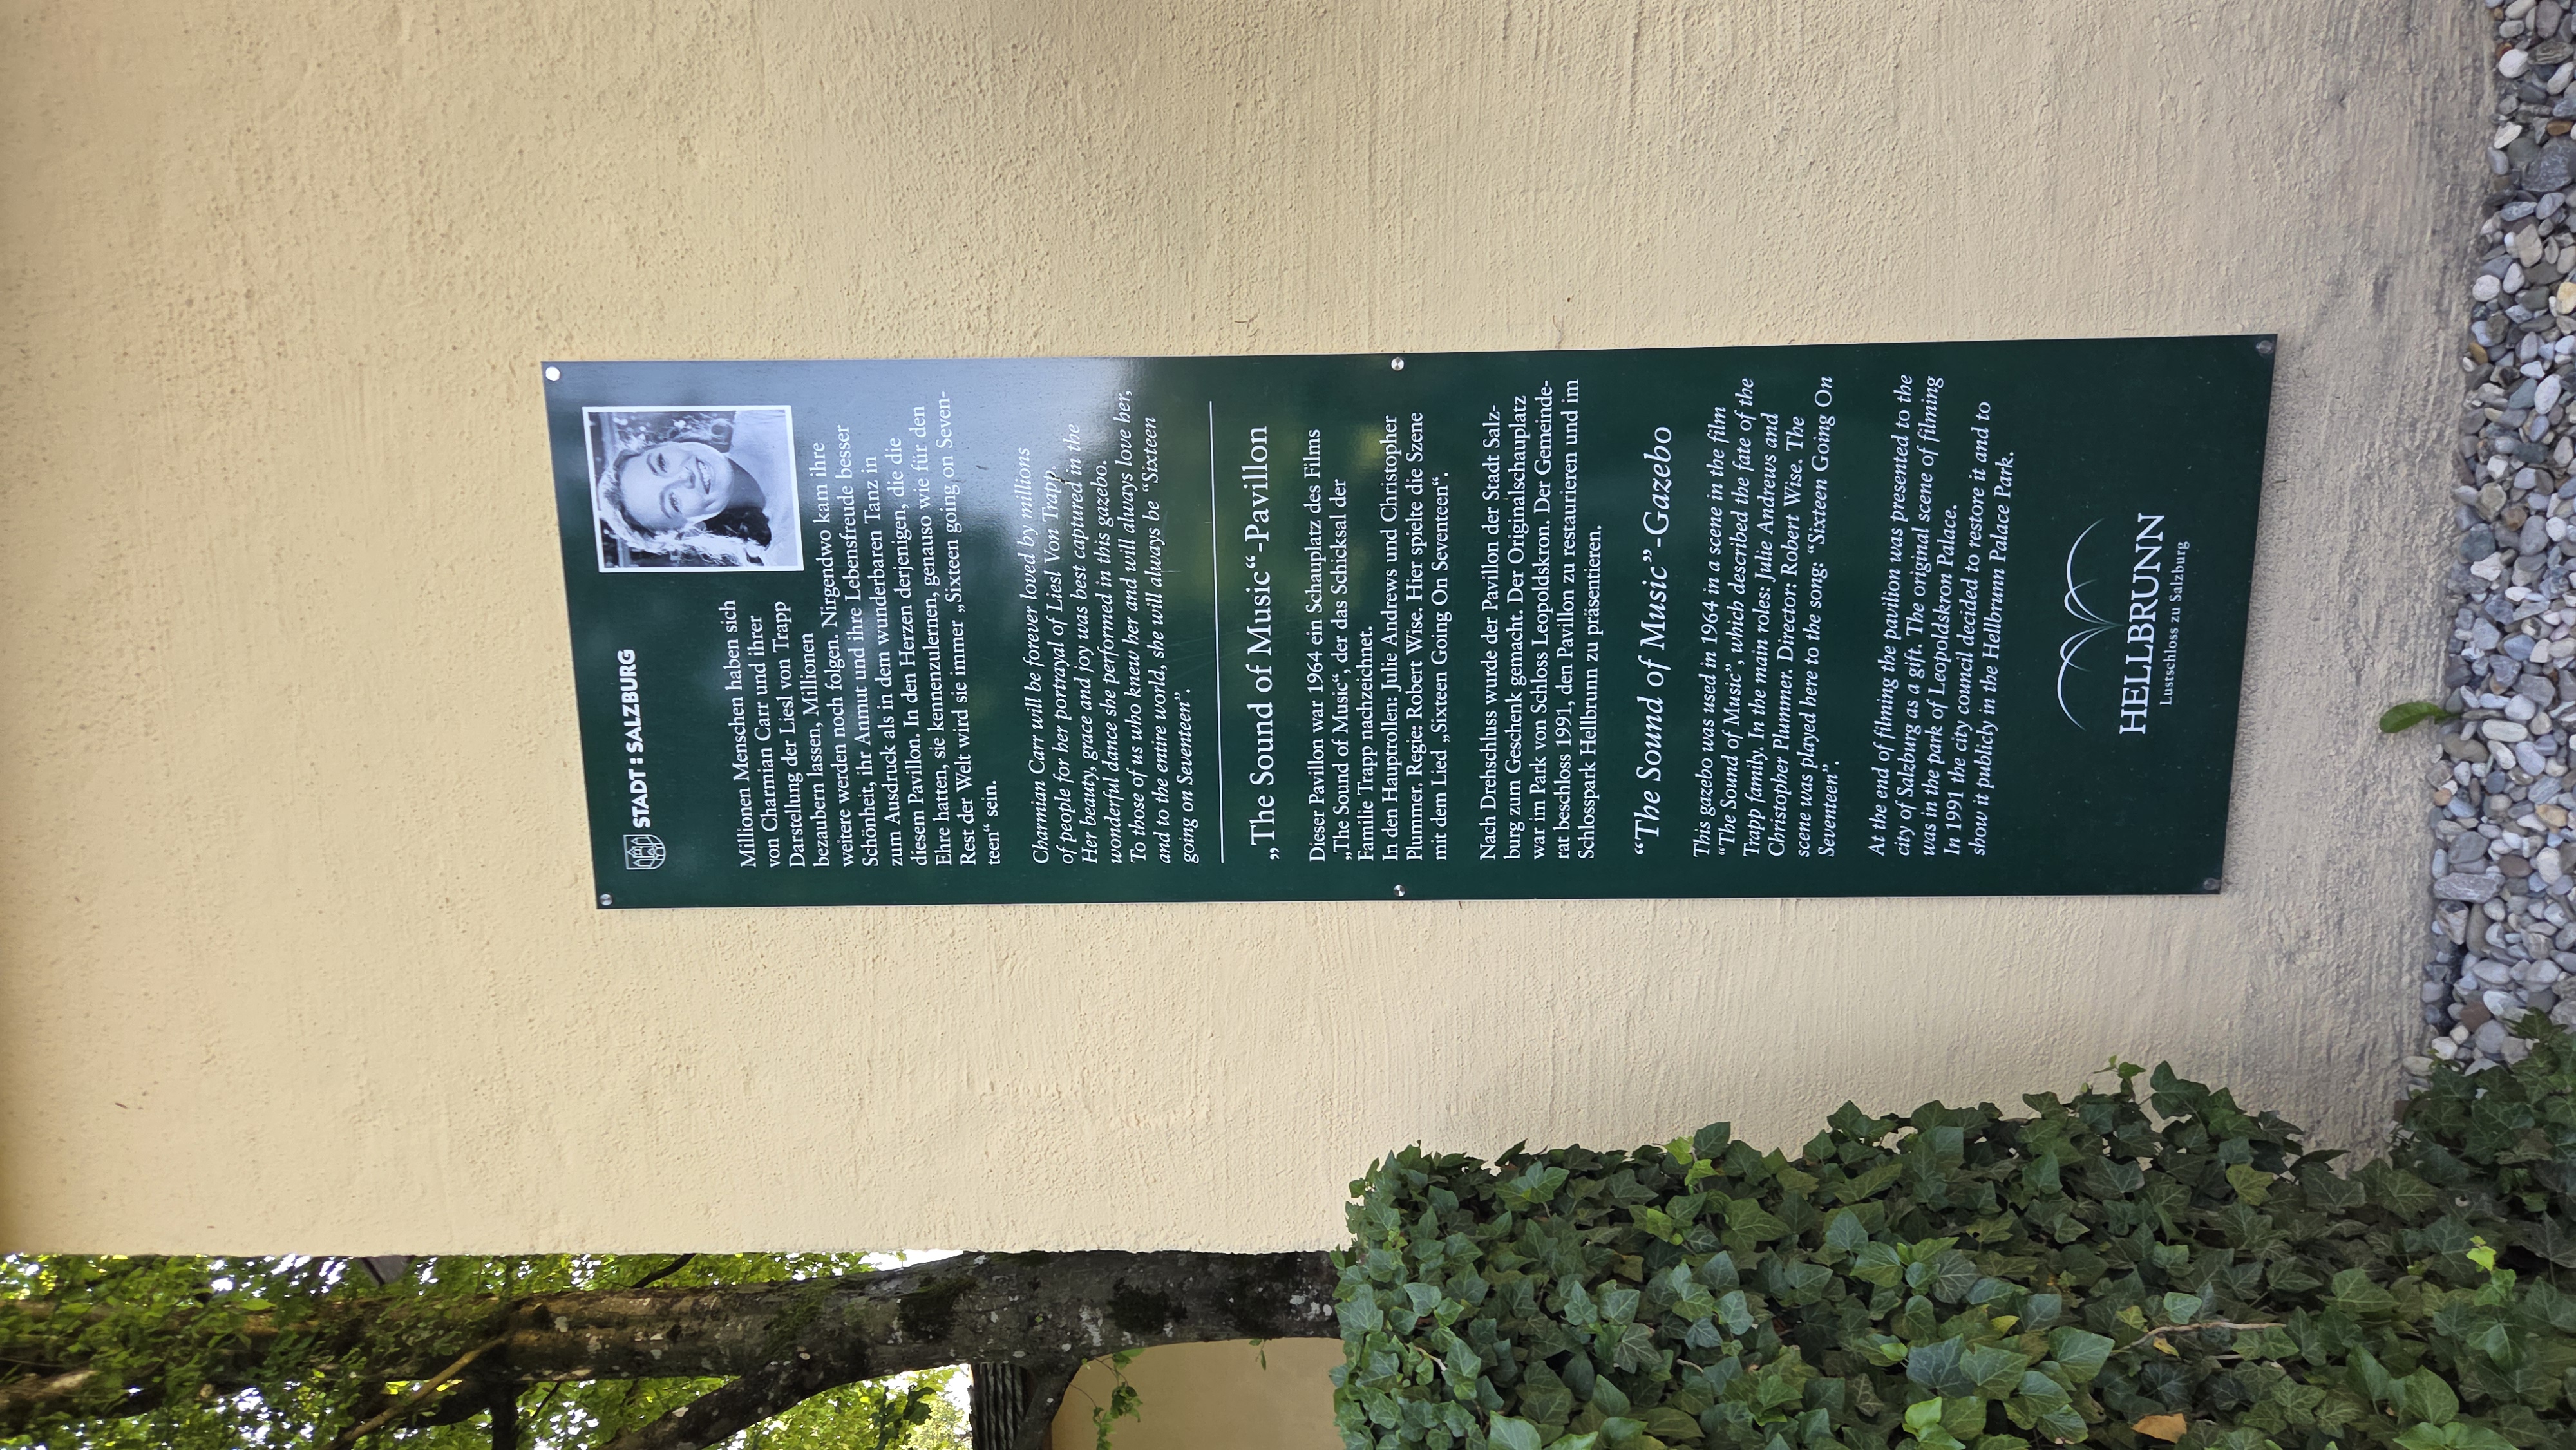 STADT : SALZBURG
Millionen Menschen haben sich
von Charmian Carr und ihrer
Darstellung der Liesl von Trapp
bezaubern lassen, Millionen
weitere werden noch folgen. Nirgendwo kam ihre
Schönheit, ihr Anmut und ihre Lebensfreude besser
zum Ausdruck als in dem wunderbaren Tanz in
diesem Pavillon. In den Herzen derjenigen, die die
Ehre hatten, sie kennenzulernen, genauso wie für den
Rest der Welt wird sie immer „Sixteen going on Seven-
teen“ sein.
Charmian Carr will be forever loved by millions
of people for her portrayal of Liesl Von Trapp.
Her beauty, grace and joy was best captured in the
wonderful dance she performed in this gazebo.
To those of us who knew her and will always love her,
and to the entire world, she will always be “Sixteen
going on Seventeen”.
„The Sound of Music“-Pavillon
Dieser Pavillon war 1964 ein Schauplatz des Films
„The Sound of Music“, der das Schicksal der
Familie Trapp nachzeichnet.
In den Hauptrollen: Julie Andrews und Christopher
Plummer. Regie: Robert Wise. Hier spielte die Szene
mit dem Lied „Sixteen Going On Seventeen“.
Nach Drehschluss wurde der Pavillon der Stadt Salz-
burg zum Geschenk gemacht. Der Originalschauplatz
war im Park von Schloss Leopoldskron. Der Gemeinde-
rat beschloss 1991, den Pavillon zu restaurieren und im
Schlosspark Hellbrunn zu präsentieren.
“The Sound of Music”-Gazebo
This gazebo was used in 1964 in a scene in the film
“The Sound of Music”, which described the fate of the
Trapp family. In the main roles: Julie Andrews and
Christopher Plummer. Director: Robert Wise. The
scene was played here to the song: “Sixteen Going On
Seventeen”.
At the end of filming the pavilion was presented to the
city of Salzburg as a gift. The original scene of filming
was in the park of Leopoldskron Palace.
In 1991 the city council decided to restore it and to
show it publicly in the Hellbrunn Palace Park.
HELLBRUNN
Lustschloss zu Salzburg